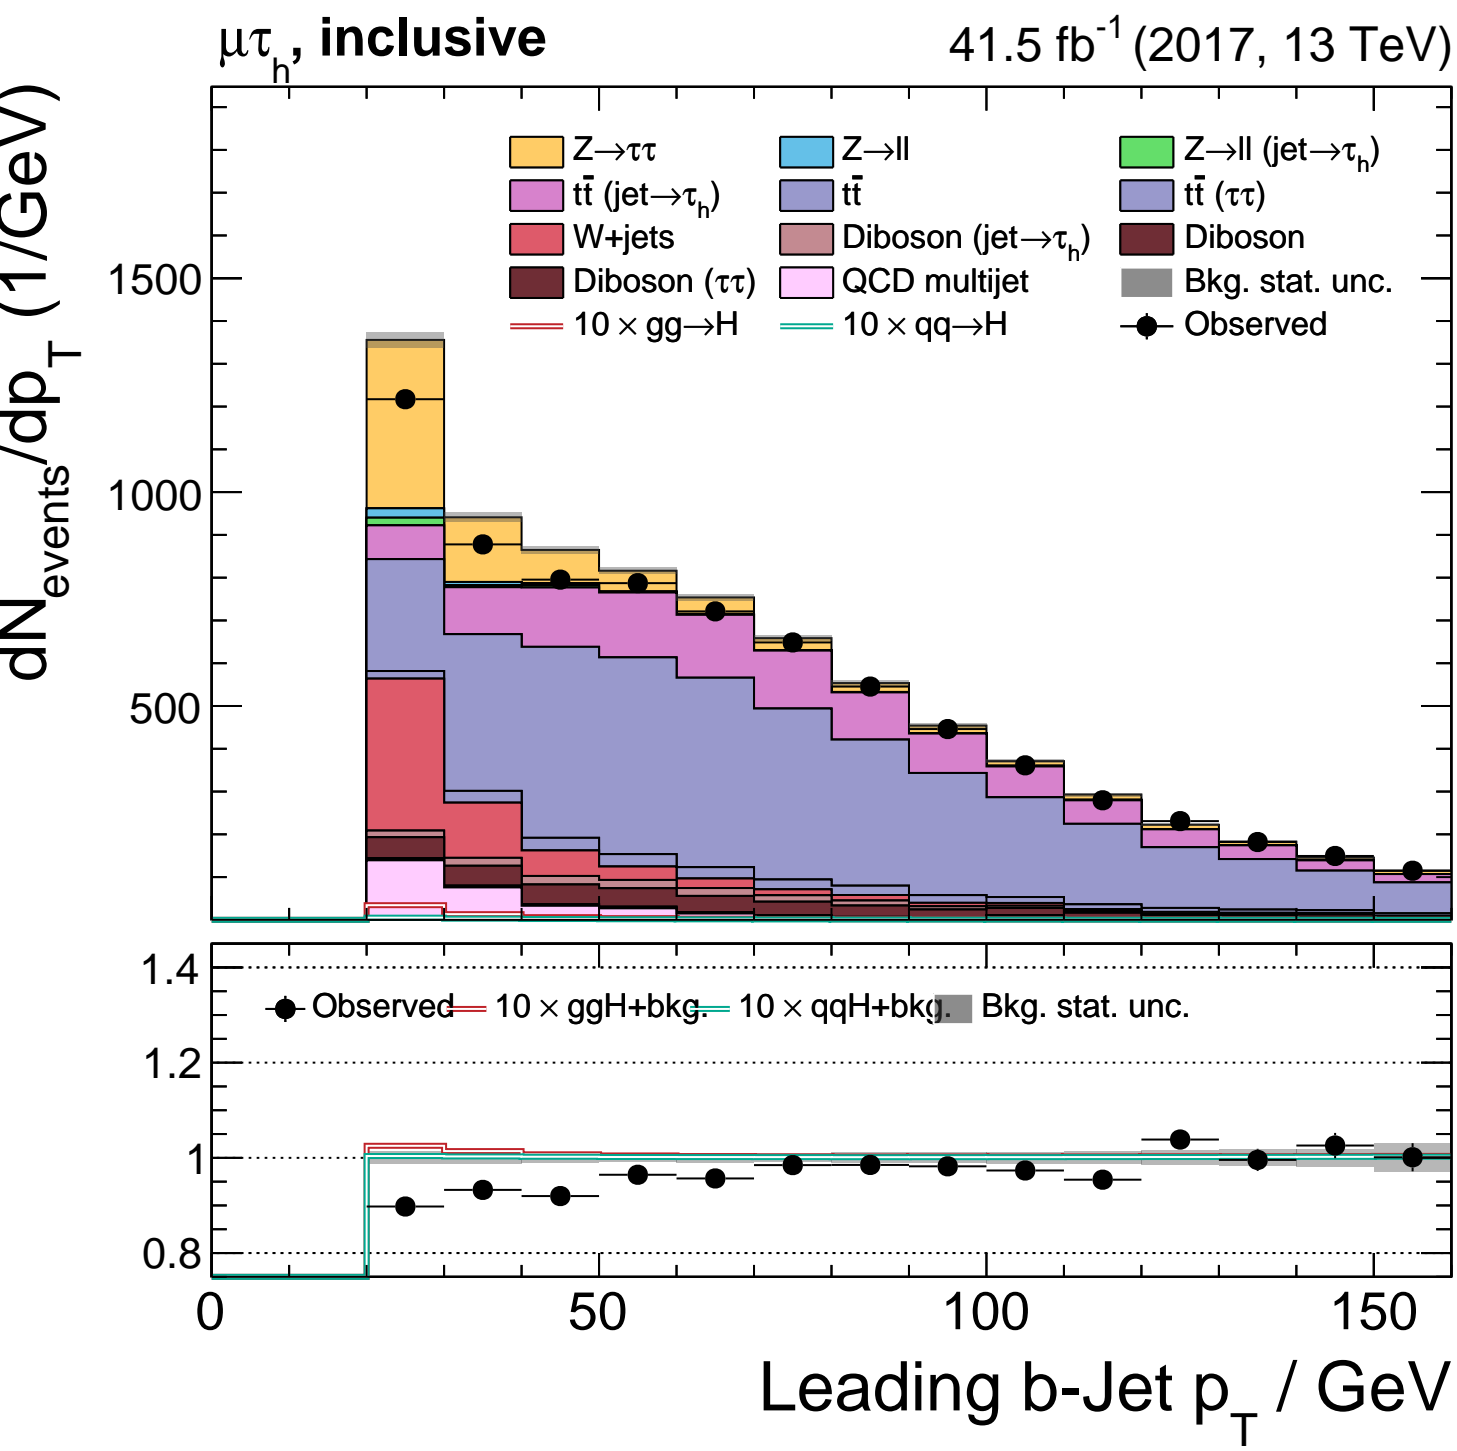 μτh, inclusive
41.5 fb-1 (2017, 13 TeV)
dNevents/dpT (1/GeV)
Z→ττ
Z→ll
Z→ll (jet→τh)
tt̄ (jet→τh)
tt̄
tt̄ (ττ)
W+jets
Diboson (jet→τh)
Diboson
Diboson (ττ)
QCD multijet
Bkg. stat. unc.
10 × gg→H
10 × qq→H
Observed
1500
1000
500
1.4
Observed
10 × ggH+bkg.
10 × qqH+bkg.
Bkg. stat. unc.
1.2
1
0.8
0 50 100 150
Leading b-Jet pT / GeV